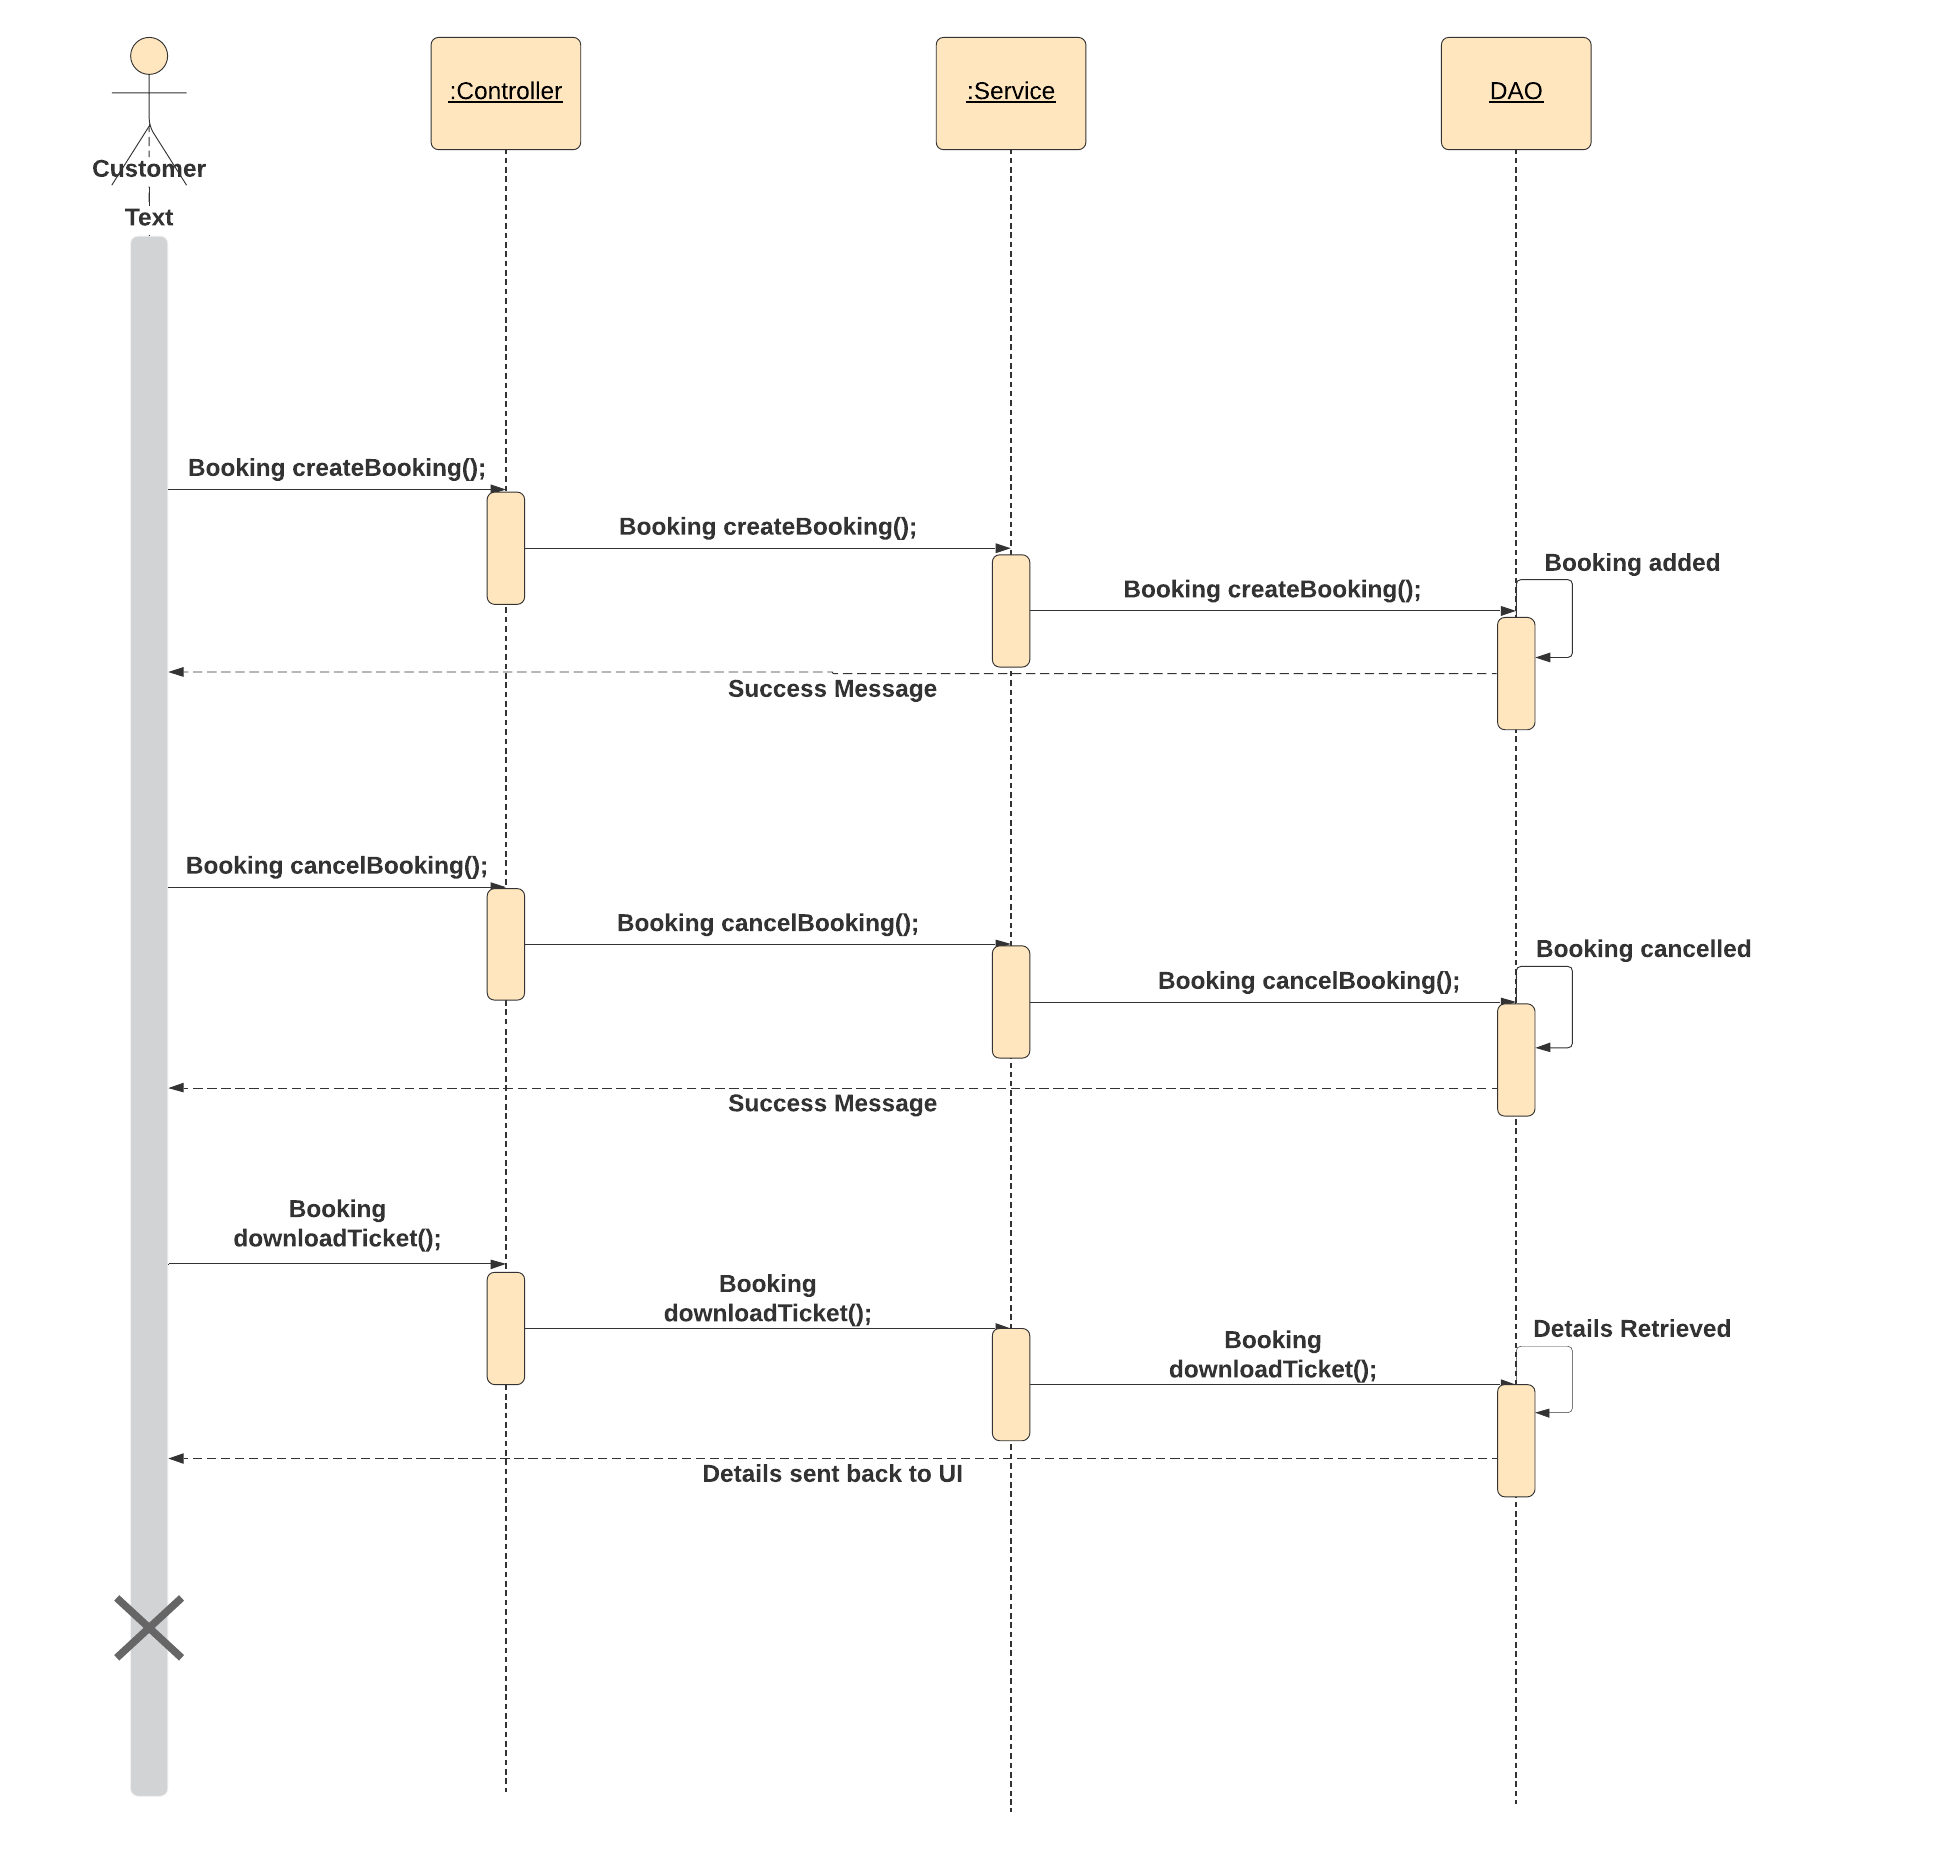 :Controller
:Service
DAO
Customer
Text
Booking createBooking();
Booking createBooking();
Booking added
Booking createBooking();
Success Message
Booking cancelBooking();
Booking cancelBooking();
Booking cancelled
Booking cancelBooking();
Success Message
Booking
downloadTicket();
Booking
downloadTicket();
Details Retrieved
Booking
downloadTicket();
Details sent back to UI